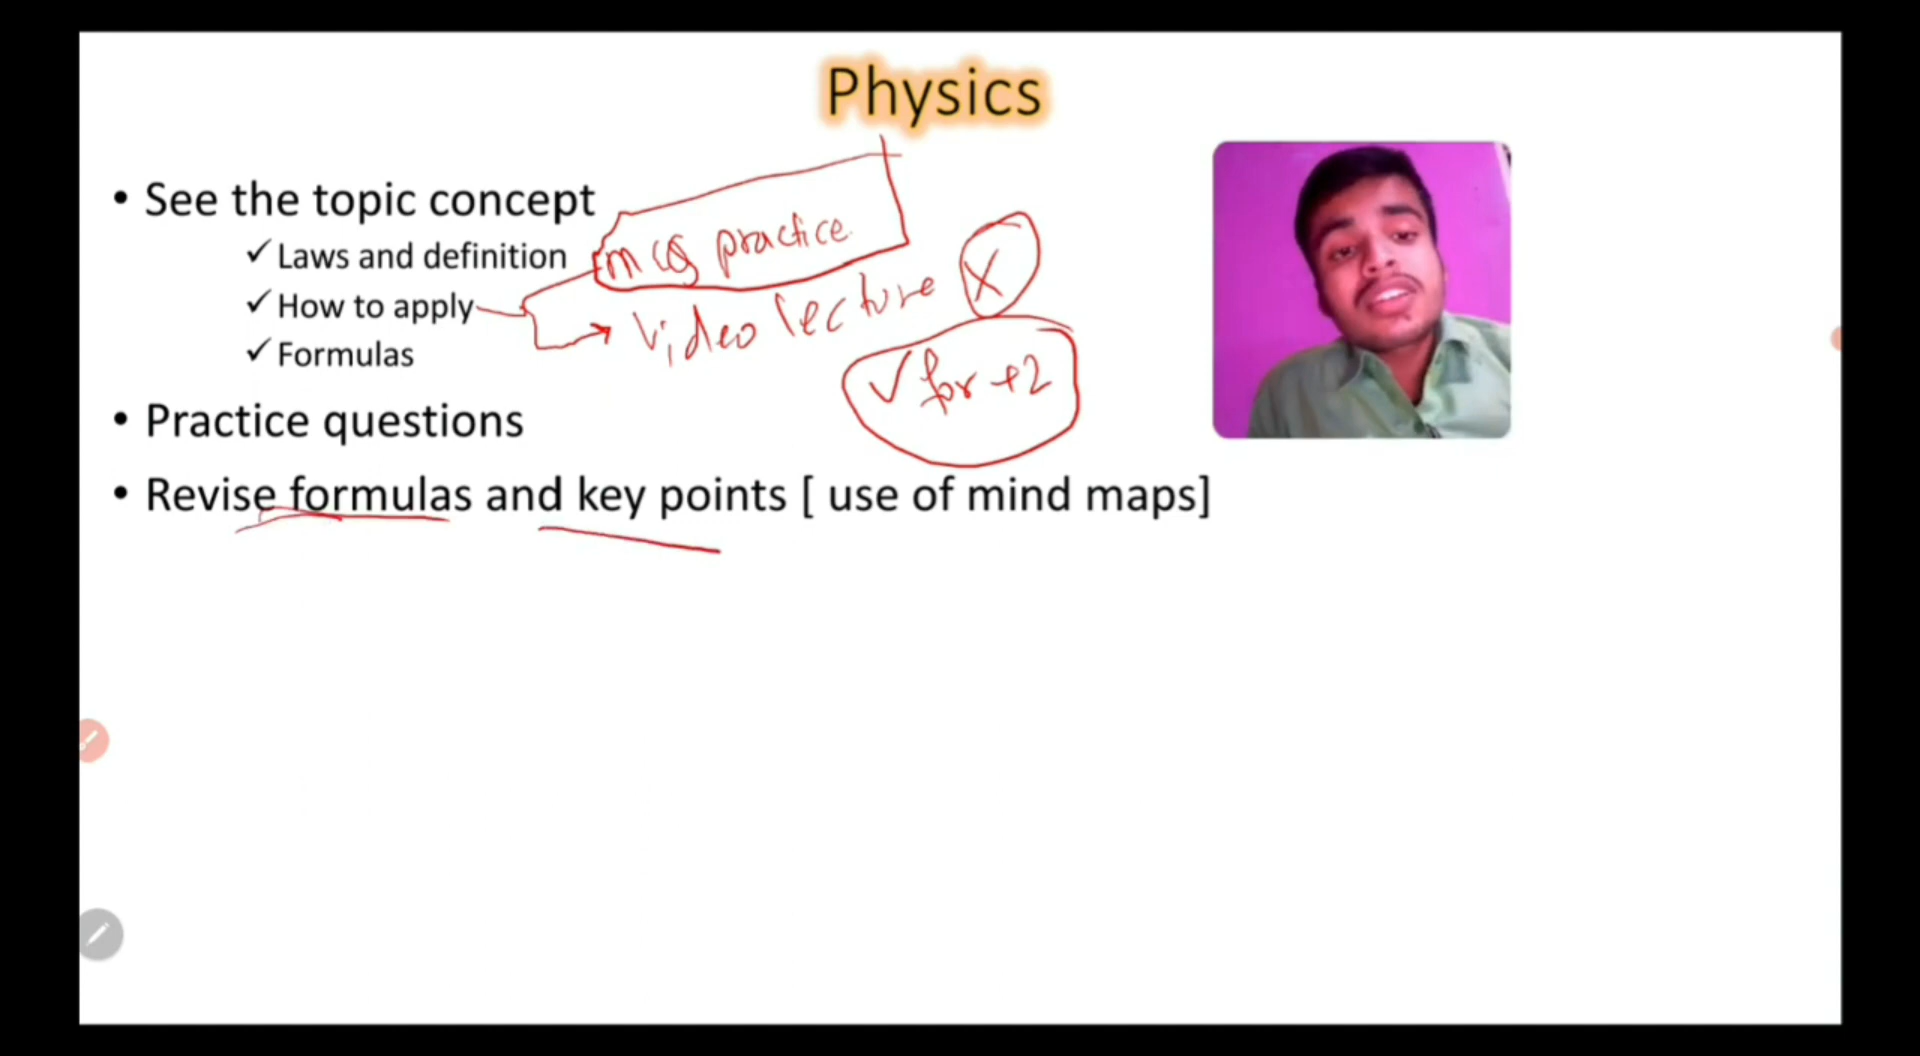 Physics
• See the topic concept
✓ Laws and definition
mcq practice
✓ How to apply
Video lecture X
✓ Formulas
✓ for +2
• Practice questions
• Revise formulas and key points [ use of mind maps]